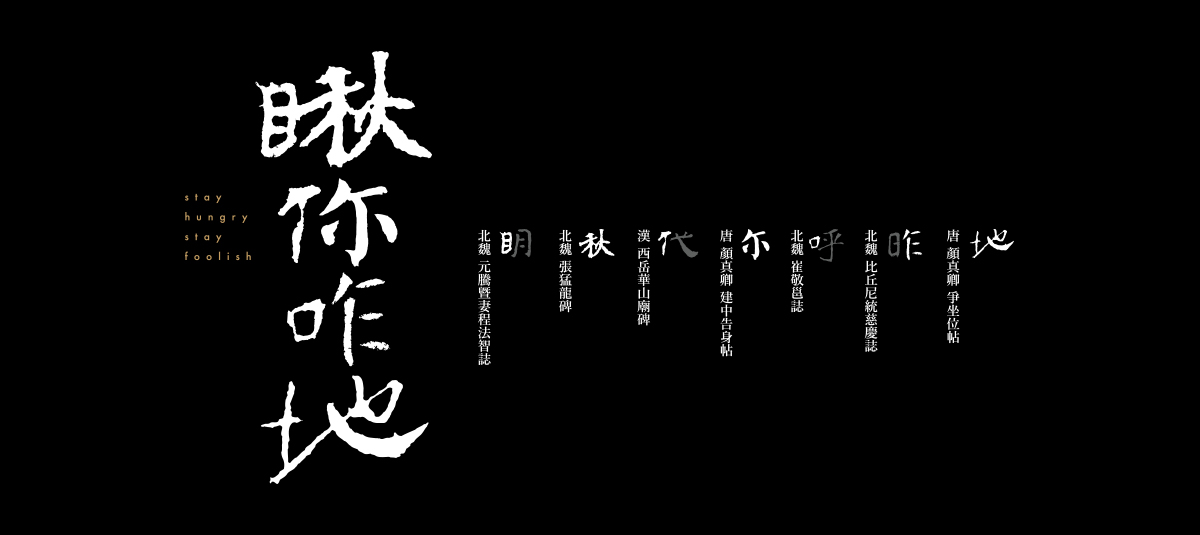 瞅你咋地
stay
hungry
stay
foolish
明
北魏 元騰暨妻程法智誌
秋
北魏 張猛龍碑
代
漢 西岳華山廟碑
尔
唐 顏真卿 建中告身帖
呼
北魏 崔敬邕誌
昨
北魏 比丘尼統慈慶誌
地
唐 顏真卿 爭坐位帖